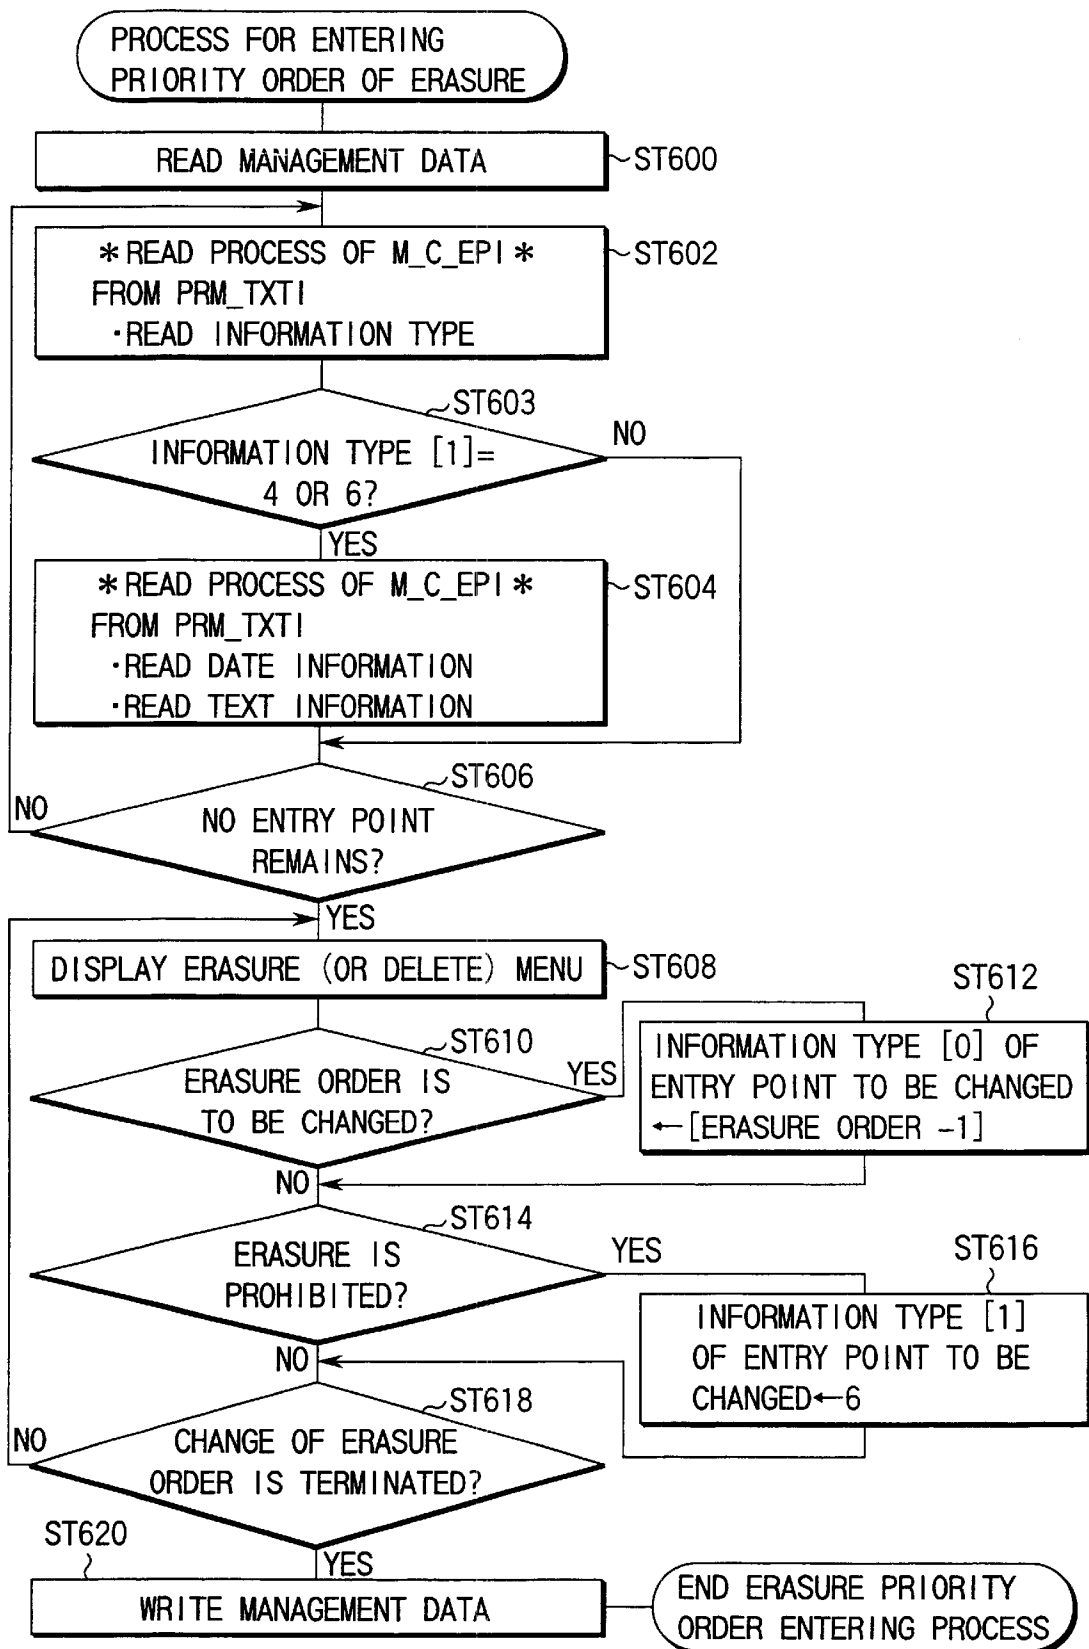 PROCESS FOR ENTERING
PRIORITY ORDER OF ERASURE
READ MANAGEMENT DATA
ST600
*READ PROCESS OF M_C_EPI*
FROM PRM_TXTI
·READ INFORMATION TYPE
ST602
ST603
INFORMATION TYPE [1]=
4 OR 6?
NO
YES
*READ PROCESS OF M_C_EPI*
FROM PRM_TXTI
·READ DATE INFORMATION
·READ TEXT INFORMATION
ST604
ST606
NO ENTRY POINT
REMAINS?
NO
YES
DISPLAY ERASURE (OR DELETE) MENU
ST608
ST610
ERASURE ORDER IS
TO BE CHANGED?
YES
ST612
INFORMATION TYPE [0] OF
ENTRY POINT TO BE CHANGED
←[ERASURE ORDER -1]
NO
ST614
ERASURE IS
PROHIBITED?
YES
ST616
INFORMATION TYPE [1]
OF ENTRY POINT TO BE
CHANGED←6
NO
ST618
CHANGE OF ERASURE
ORDER IS TERMINATED?
NO
YES
ST620
WRITE MANAGEMENT DATA
END ERASURE PRIORITY
ORDER ENTERING PROCESS